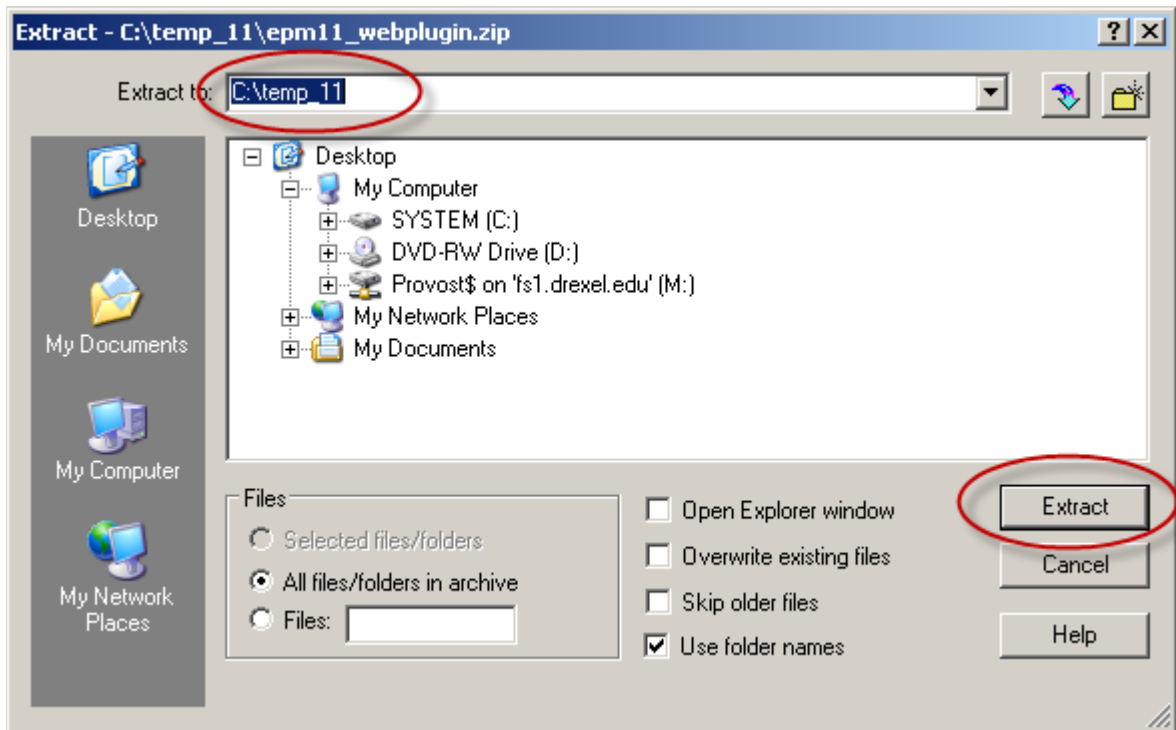 Extract - C:\temp_11\epm11_webplugin.zip
Extract to: C:\temp_11
Desktop
My Documents
My Computer
My Network
Places
Desktop
My Computer
SYSTEM (C:)
DVD-RW Drive (D:)
Provost$ on 'fs1.drexel.edu' (M:)
My Network Places
My Documents
Files
Selected files/folders
All files/folders in archive
Files:
Open Explorer window
Overwrite existing files
Skip older files
Use folder names
Extract
Cancel
Help